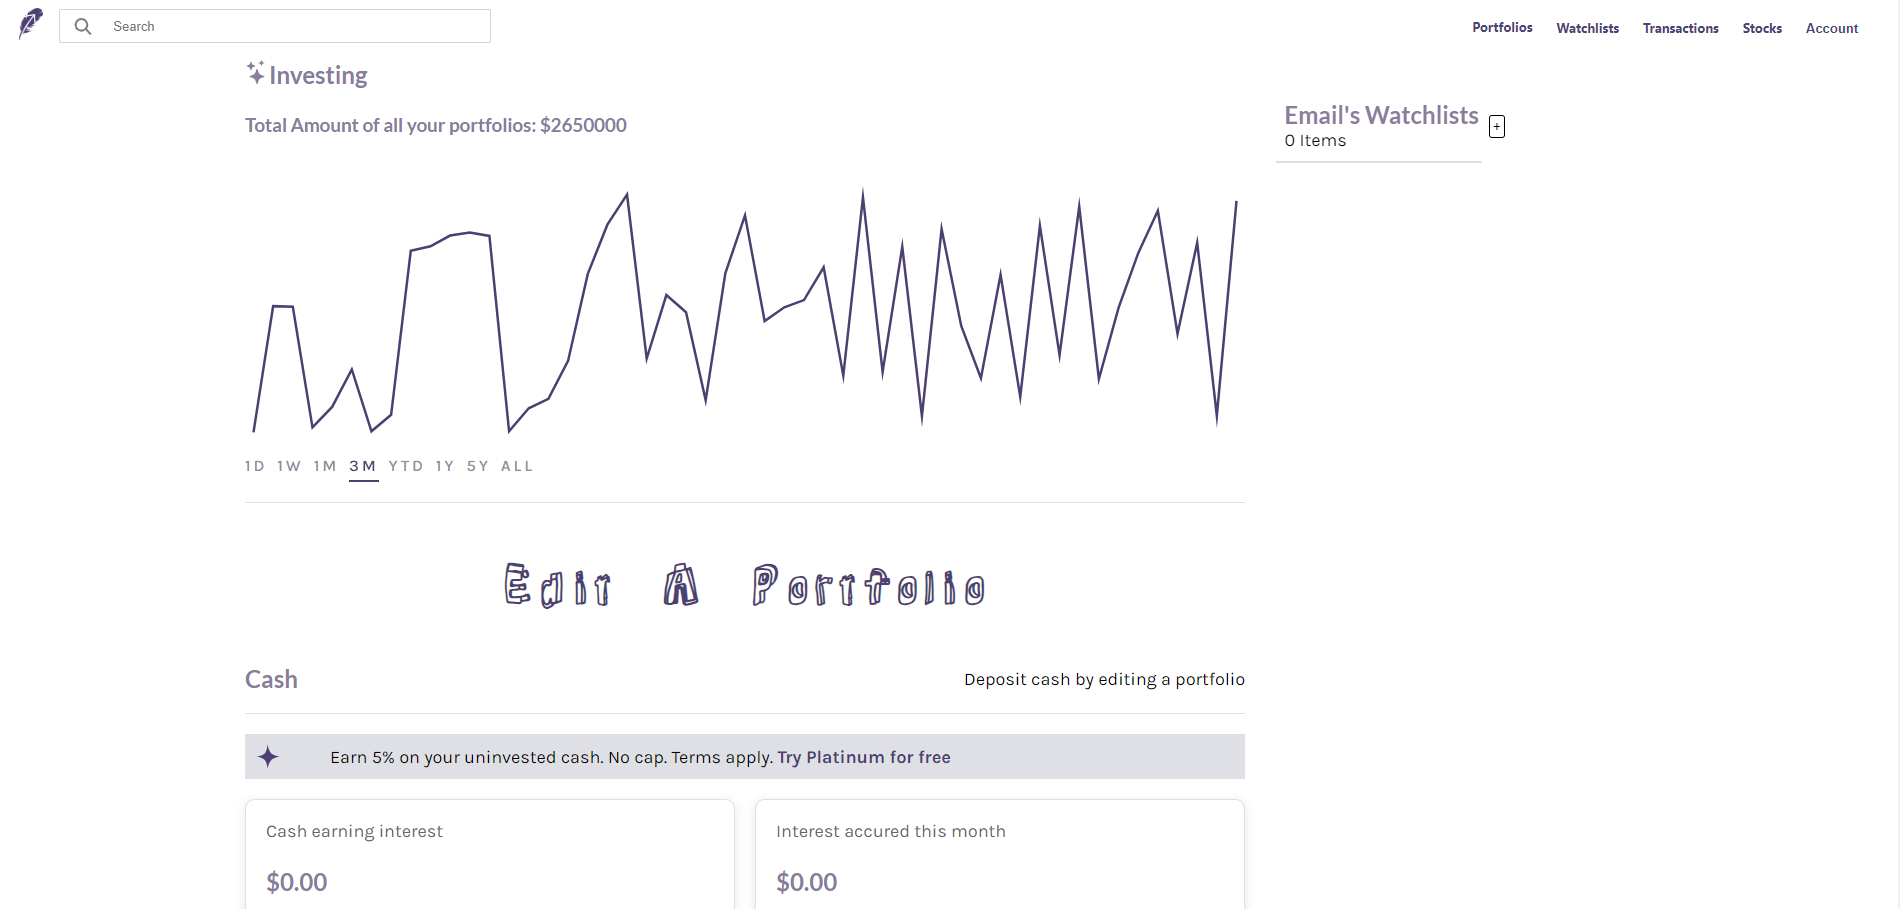 Search
Portfolios Watchlists Transactions Stocks Account
Investing
Total Amount of all your portfolios: $2650000
Email's Watchlists
+
0 Items
1D 1W 1M 3M YTD 1Y 5Y ALL
Edit A Portfolio
Cash
Deposit cash by editing a portfolio
Earn 5% on your uninvested cash. No cap. Terms apply. Try Platinum for free
Cash earning interest
$0.00
Interest accured this month
$0.00